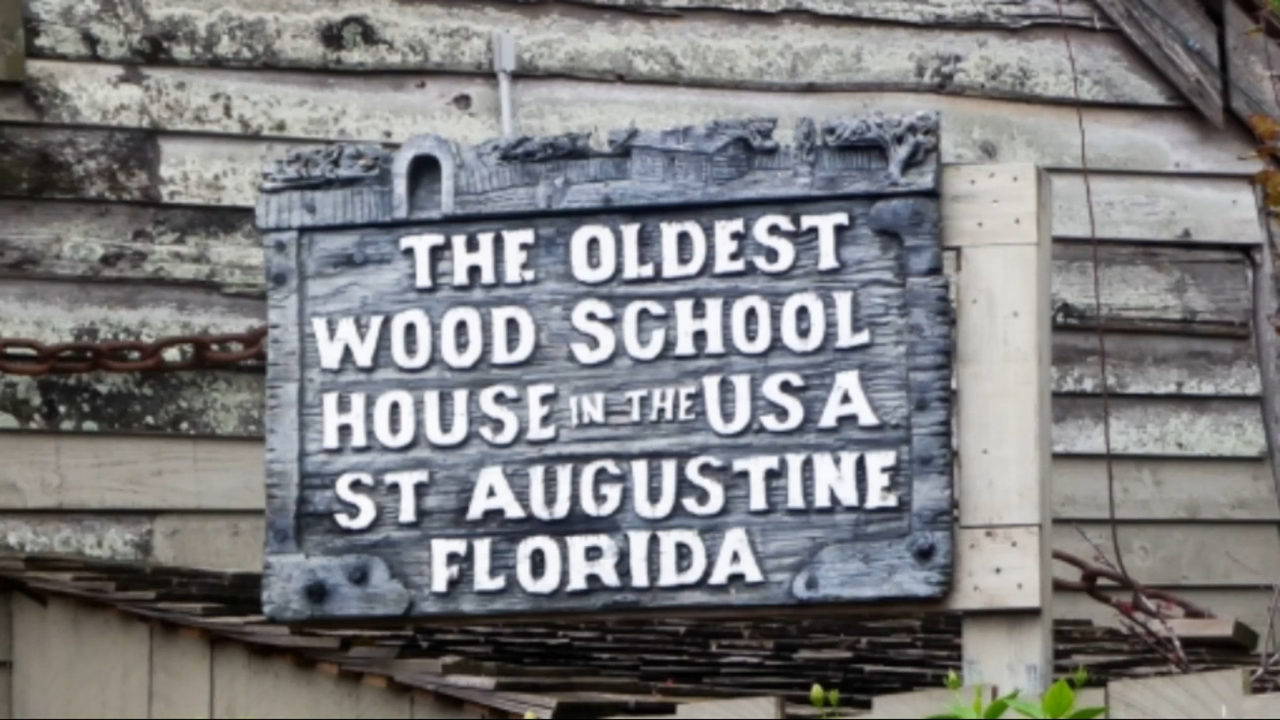 THE OLDEST
WOOD SCHOOL
HOUSE IN THE USA
ST AUGUSTINE
FLORIDA